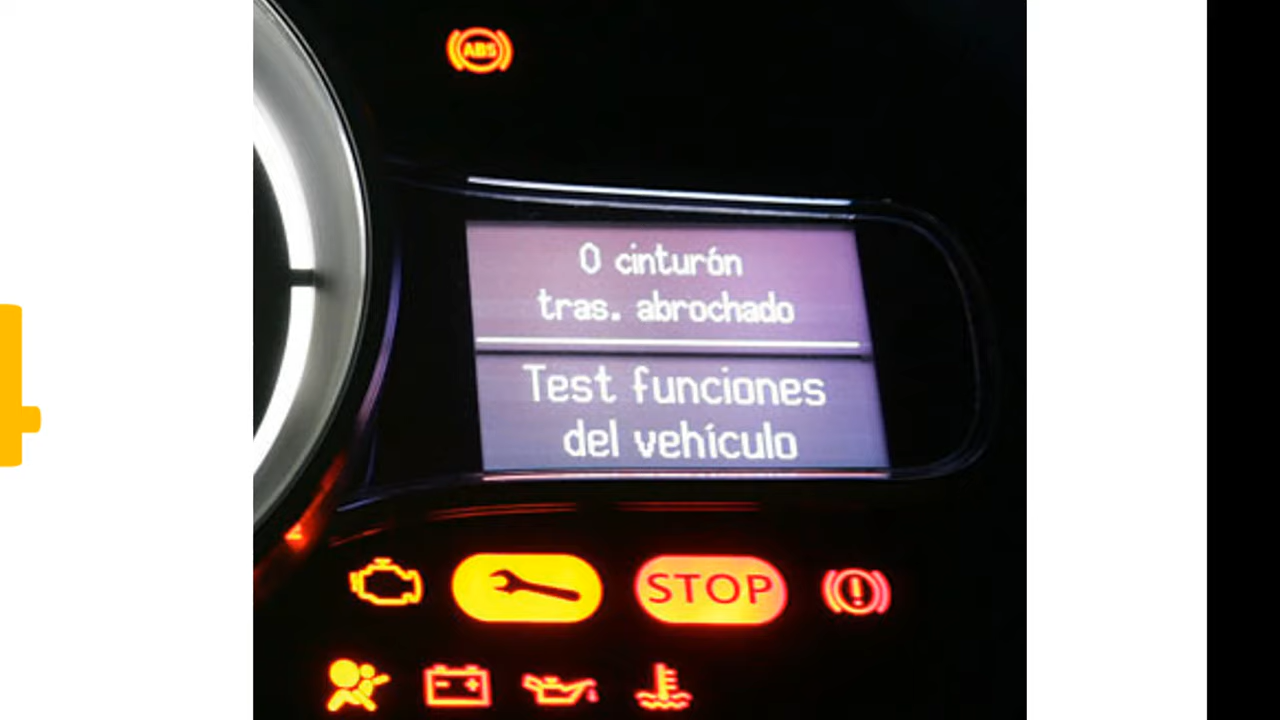 ABS
0 cinturón
tras. abrochado
Test funciones
del vehículo
STOP